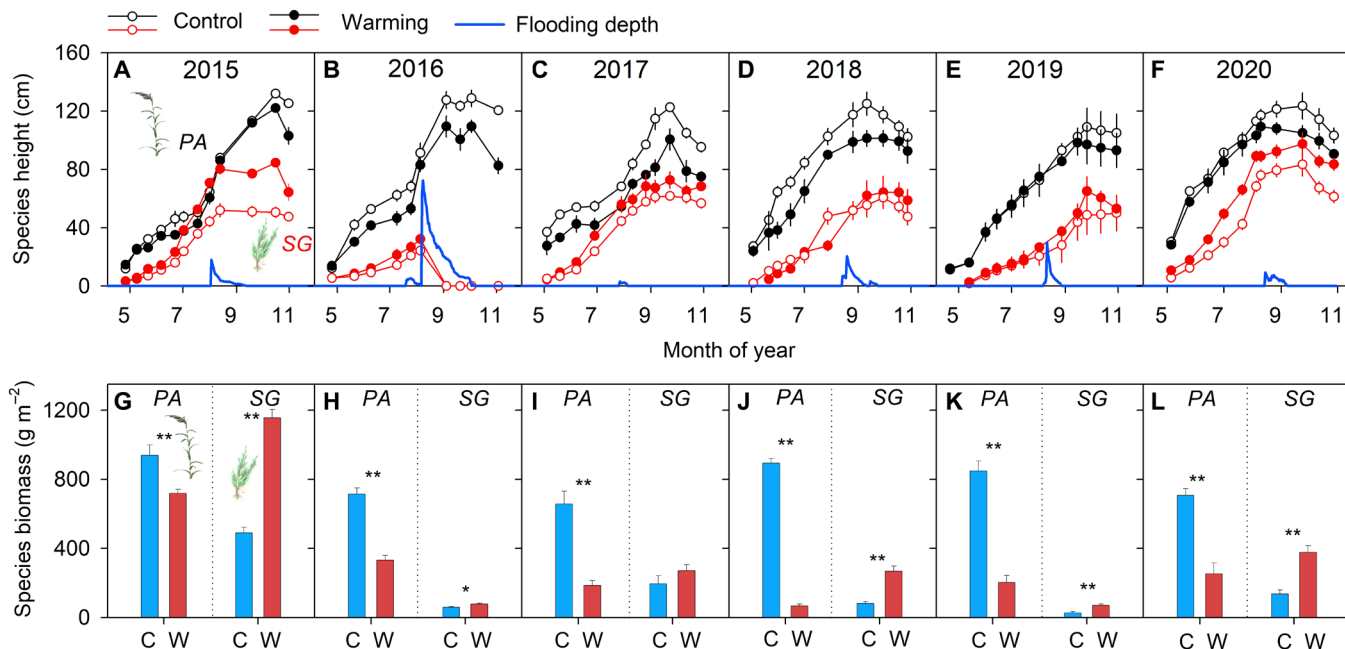 Control Warming Flooding depth
Species height (cm)
160
120
80
40
0
A 2015
B 2016
C 2017
D 2018
E 2019
F 2020
PA
SG
5 7 9 11 5 7 9 11 5 7 9 11 5 7 9 11 5 7 9 11 5 7 9 11
Month of year
Species biomass (g m⁻²)
1200
800
400
0
G PA SG
** **
H PA SG
** *
I PA SG
**
J PA SG
** **
K PA SG
** **
L PA SG
** **
C W C W C W C W C W C W C W C W C W C W C W C W